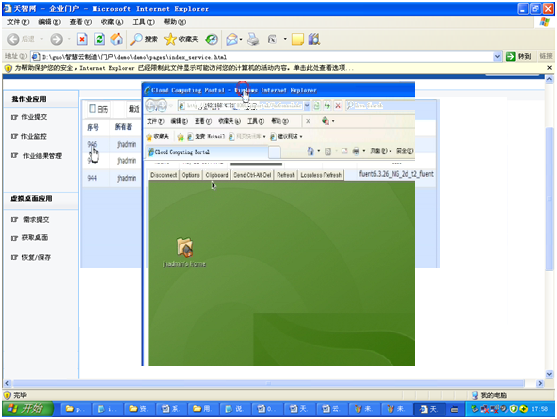 天智网 - 企业门户 - Microsoft Internet Explorer
文件(F) 编辑(E) 查看(V) 收藏(A) 工具(T) 帮助(H)
后退 搜索 收藏夹
地址(D) D:\guo\智慧云制造\门户\demo\demo\pages\index_service.html 转到 链接
为帮助保护您的安全，Internet Explorer 已经限制此文件显示可能访问您的计算机的活动内容。单击此处查看选项...
批作业应用
作业提交
作业监控
作业结果管理
虚拟桌面应用
需求提交
获取桌面
恢复/保存
日志 最近
序号 所有者
946 jhadmin
jhadmin
944 jhadmin
Cloud Computing Portal - Windows Internet Explorer
文件(F) 编辑(E) 查看(V) 收藏夹(A) 工具(T) 帮助(H)
收藏夹 免费 Hotmail 建议网站
Cloud Computing Portal 页面(P) 安全(S)
Disconnect Options Clipboard Send Ctrl-Alt-Del Refresh Lossless Refresh fuent6.3.26_NG_2d_t2_fuent
完毕 我的电脑
开始 17:58